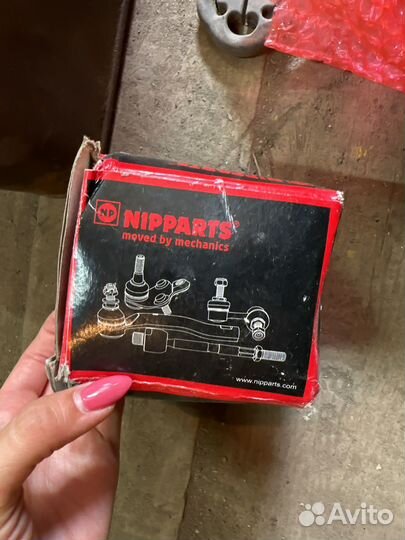 NP NIPPARTS®
moved by mechanics
www.nipparts.com
Avito